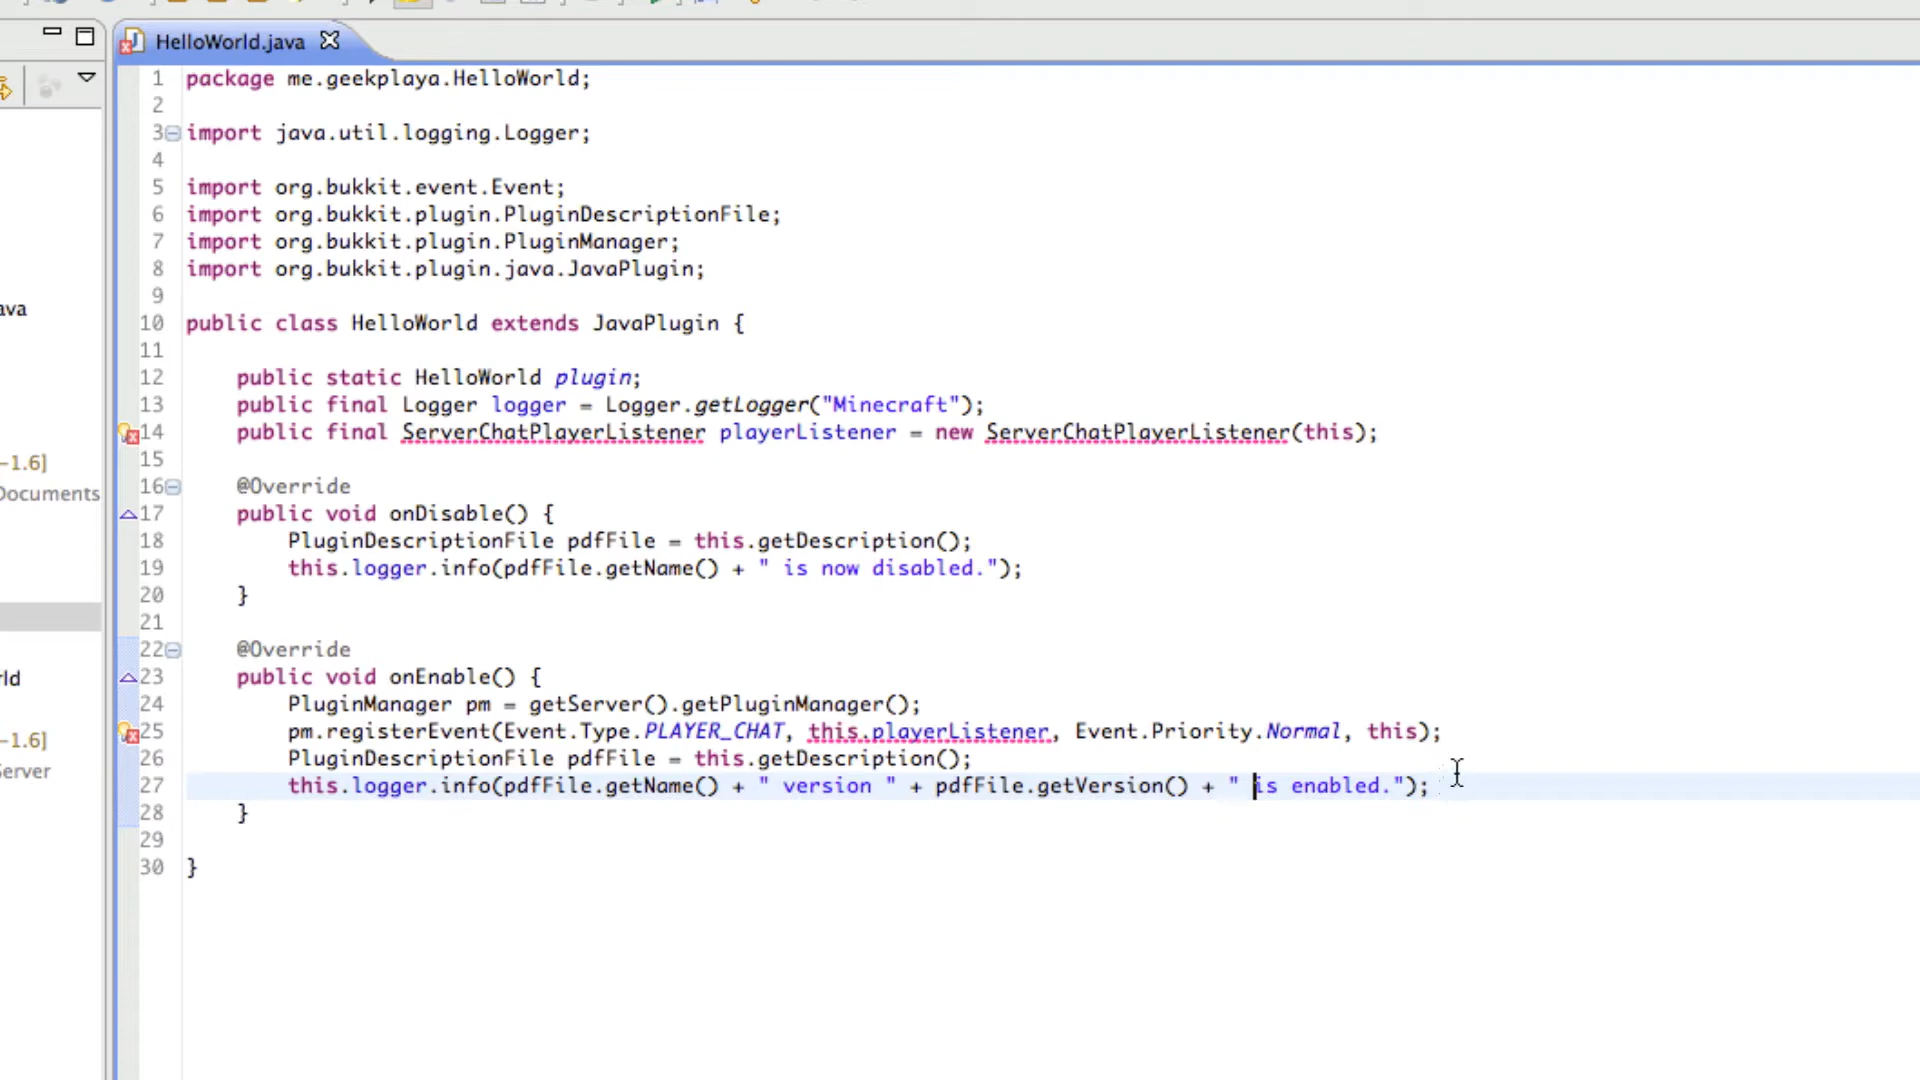 HelloWorld.java
1 package me.geekplaya.HelloWorld;
2
3 import java.util.logging.Logger;
4
5 import org.bukkit.event.Event;
6 import org.bukkit.plugin.PluginDescriptionFile;
7 import org.bukkit.plugin.PluginManager;
8 import org.bukkit.plugin.java.JavaPlugin;
9
ava
10 public class HelloWorld extends JavaPlugin {
11
12 public static HelloWorld plugin;
13 public final Logger logger = Logger.getLogger("Minecraft");
14 public final ServerChatPlayerListener playerListener = new ServerChatPlayerListener(this);
-1.6]
15
Documents
16 @Override
17 public void onDisable() {
18 PluginDescriptionFile pdfFile = this.getDescription();
19 this.logger.info(pdfFile.getName() + " is now disabled.");
20 }
21
22 @Override
rld
23 public void onEnable() {
24 PluginManager pm = getServer().getPluginManager();
-1.6]
25 pm.registerEvent(Event.Type.PLAYER_CHAT, this.playerListener, Event.Priority.Normal, this);
Server
26 PluginDescriptionFile pdfFile = this.getDescription();
27 this.logger.info(pdfFile.getName() + " version " + pdfFile.getVersion() + " is enabled.");
28 }
29
30 }